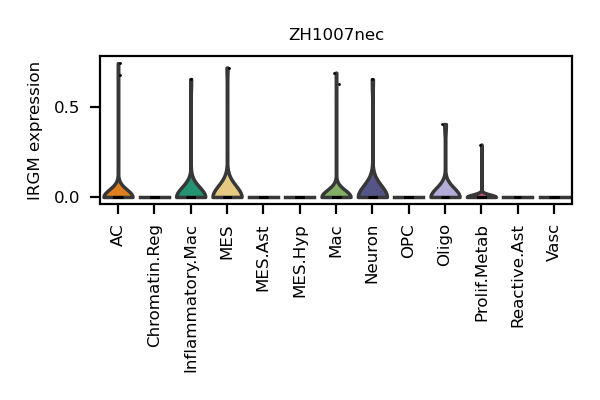 ZH1007nec
IRGM expression
0.5
0.0
AC
Chromatin.Reg
Inflammatory.Mac
MES
MES.Ast
MES.Hyp
Mac
Neuron
OPC
Oligo
Prolif.Metab
Reactive.Ast
Vasc